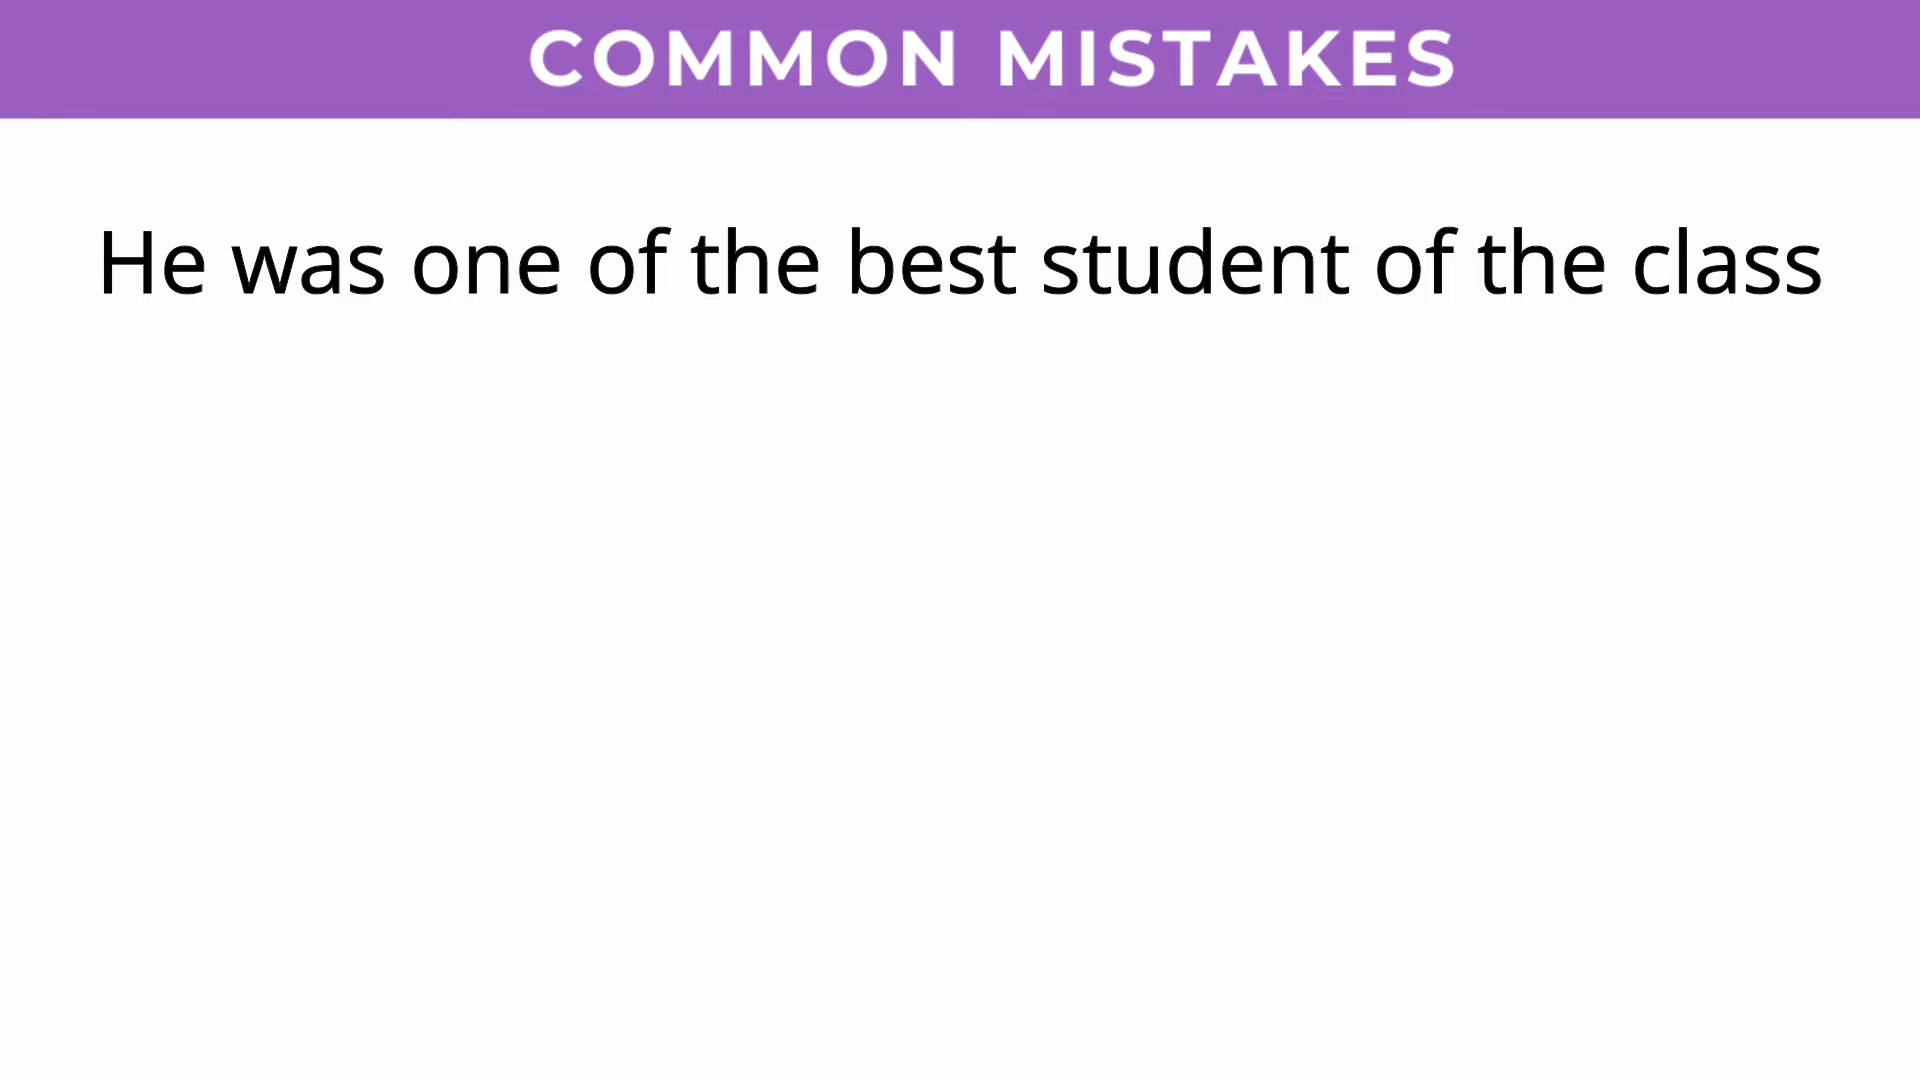 COMMON MISTAKES
He was one of the best student of the class